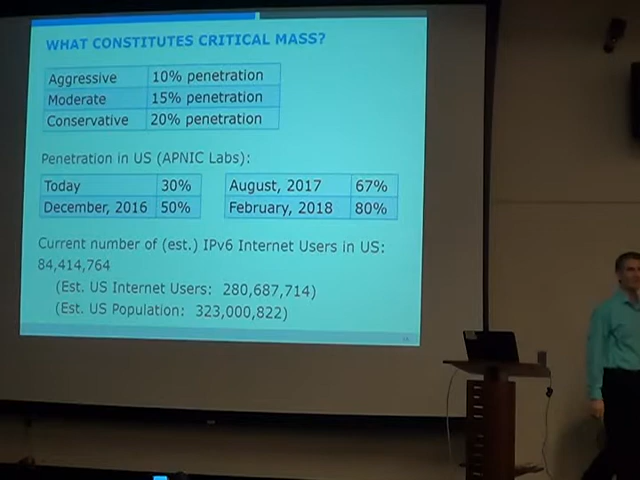 WHAT CONSTITUTES CRITICAL MASS?
Aggressive 10% penetration
Moderate 15% penetration
Conservative 20% penetration
Penetration in US (APNIC Labs):
Today 30% August, 2017 67%
December, 2016 50% February, 2018 80%
Current number of (est.) IPv6 Internet Users in US:
84,414,764
(Est. US Internet Users: 280,687,714)
(Est. US Population: 323,000,822)